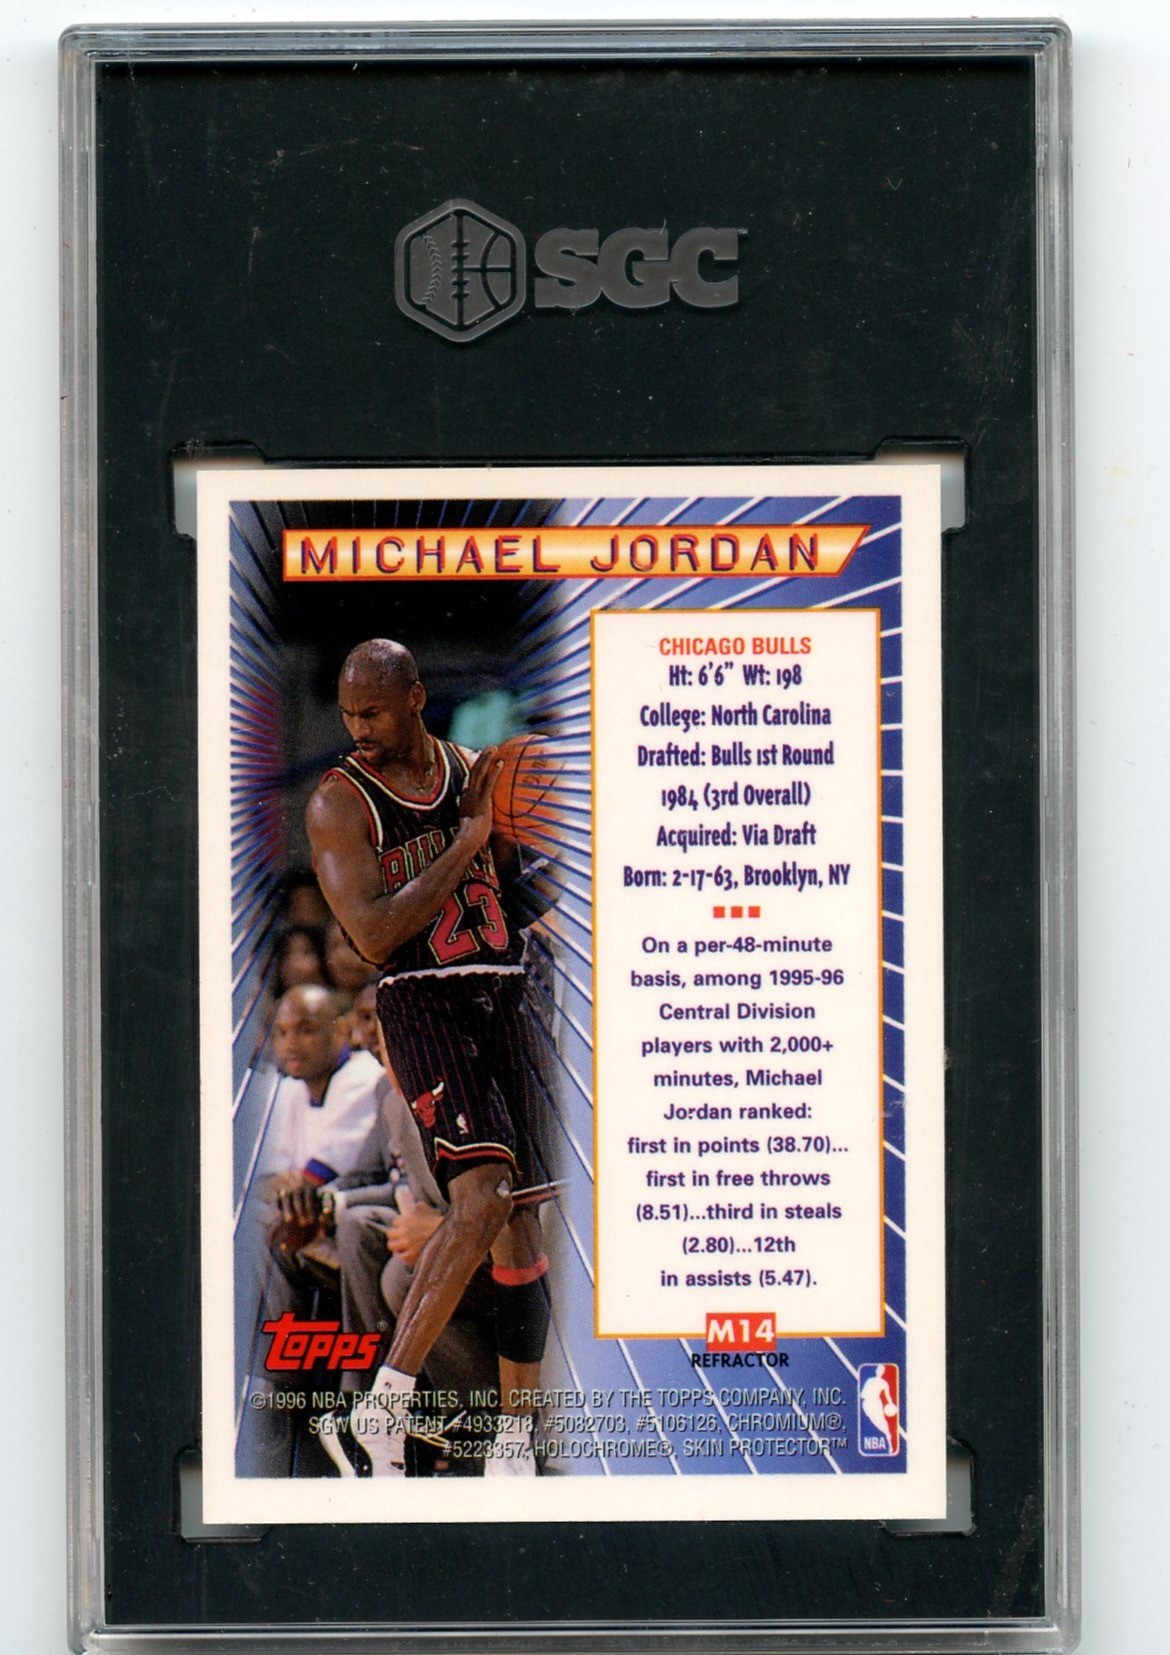 SGC
MICHAEL JORDAN
CHICAGO BULLS
Ht: 6'6" Wt: 198
College: North Carolina
Drafted: Bulls 1st Round
1984 (3rd Overall)
Acquired: Via Draft
Born: 2-17-63, Brooklyn, NY
On a per-48-minute
basis, among 1995-96
Central Division
players with 2,000+
minutes, Michael
Jordan ranked:
first in points (38.70)...
first in free throws
(8.51)...third in steals
(2.80)...12th
in assists (5.47).
BULLS
23
M14
REFRACTOR
TOPPS®
©1996 NBA PROPERTIES, INC. CREATED BY THE TOPPS COMPANY, INC.
SGW US PATENT #4933218, #5082703, #5106126, CHROMIUM®,
#5223357, HOLOCHROME®, SKIN PROTECTOR™
NBA